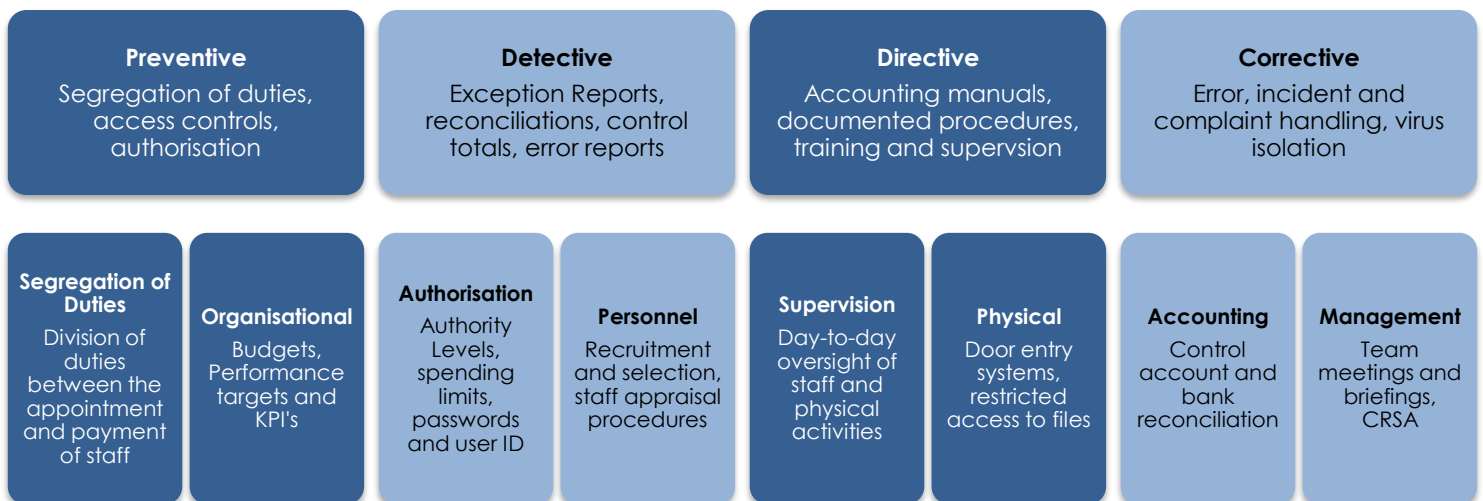 Preventive
Segregation of duties,
access controls,
authorisation
Detective
Exception Reports,
reconciliations, control
totals, error reports
Directive
Accounting manuals,
documented procedures,
training and supervsion
Corrective
Error, incident and
complaint handling, virus
isolation
Segregation of
Duties
Division of
duties
between the
appointment
and payment
of staff
Organisational
Budgets,
Performance
targets and
KPI's
Authorisation
Authority
Levels,
spending
limits,
passwords
and user ID
Personnel
Recruitment
and selection,
staff appraisal
procedures
Supervision
Day-to-day
oversight of
staff and
physical
activities
Physical
Door entry
systems,
restricted
access to files
Accounting
Control
account and
bank
reconciliation
Management
Team
meetings and
briefings,
CRSA